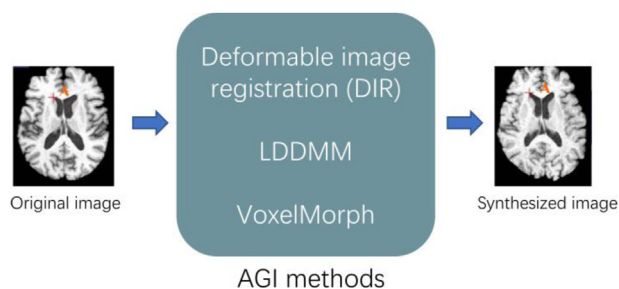 Deformable image
registration (DIR)
LDDMM
VoxelMorph
Original image
Synthesized image
AGI methods